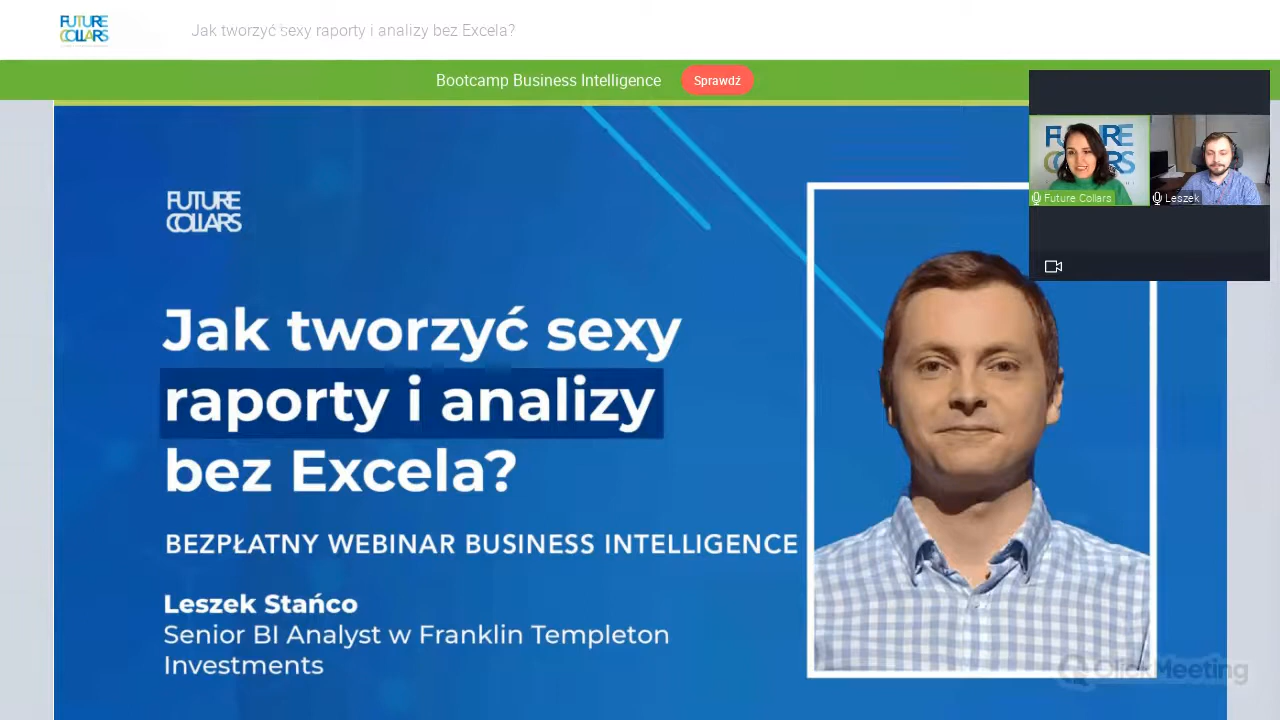 FUTURE
COLLARS
Jak tworzyć sexy raporty i analizy bez Excela?
Bootcamp Business Intelligence
Sprawdź
FUTURE
COLLARS
Future Collars
Leszek
FUTURE
COLLARS
Jak tworzyć sexy
raporty i analizy
bez Excela?
BEZPŁATNY WEBINAR BUSINESS INTELLIGENCE
Leszek Stańco
Senior BI Analyst w Franklin Templeton
Investments
ClickMeeting